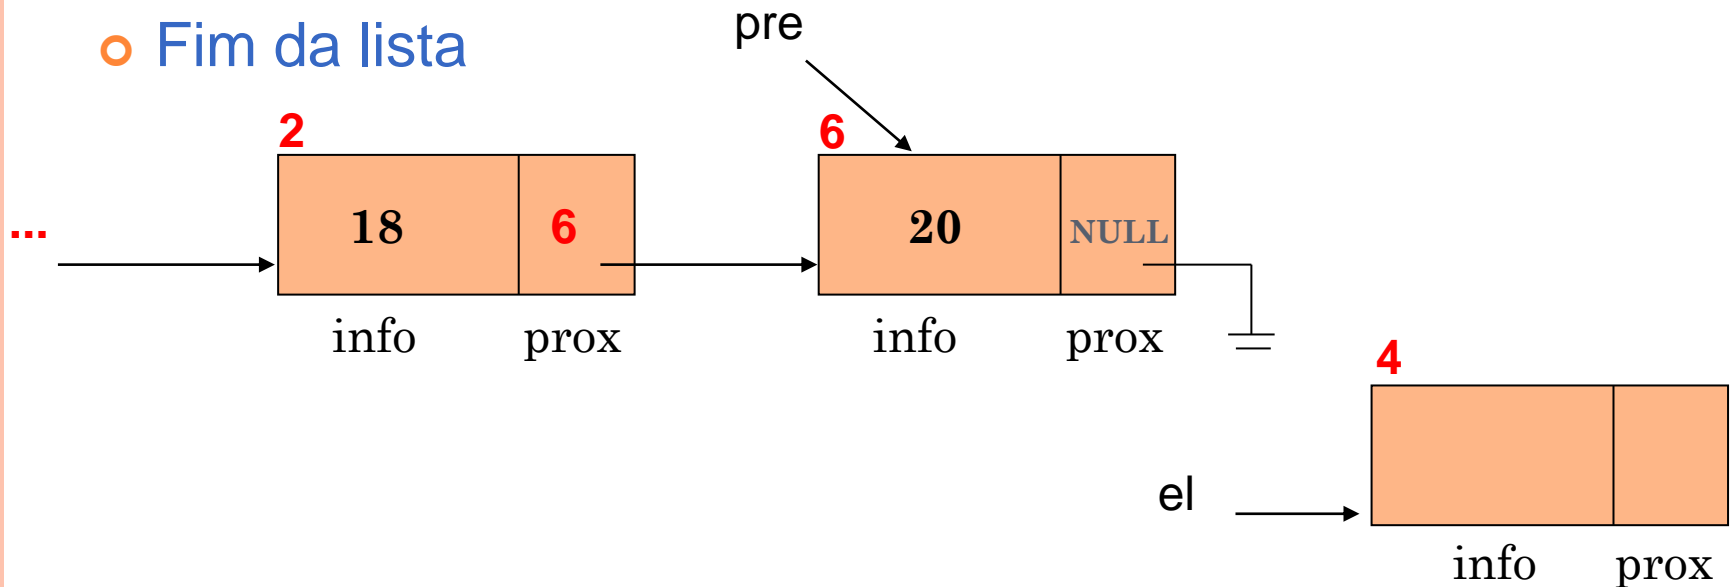 Fim da lista
pre
2
6
...
18
6
20
NULL
info
prox
info
prox
4
el
info
prox